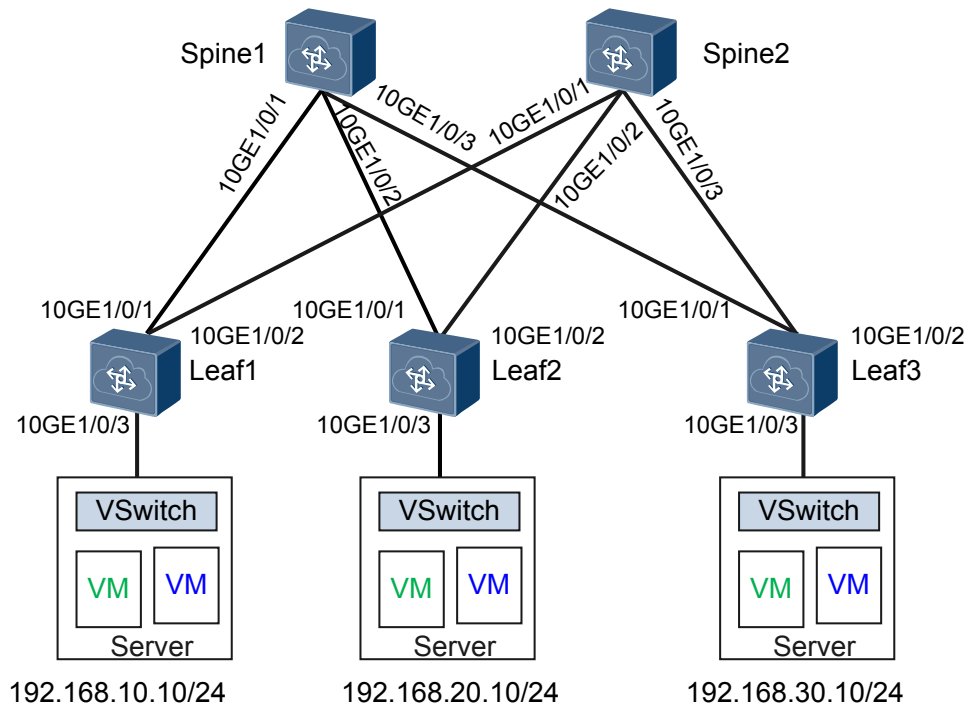 Spine1
Spine2
10GE1/0/1
10GE1/0/2
10GE1/0/3
10GE1/0/1
10GE1/0/2
10GE1/0/3
10GE1/0/1
10GE1/0/2
Leaf1
10GE1/0/3
10GE1/0/1
10GE1/0/2
Leaf2
10GE1/0/3
10GE1/0/1
10GE1/0/2
Leaf3
10GE1/0/3
VSwitch
VM
VM
Server
192.168.10.10/24
VSwitch
VM
VM
Server
192.168.20.10/24
VSwitch
VM
VM
Server
192.168.30.10/24